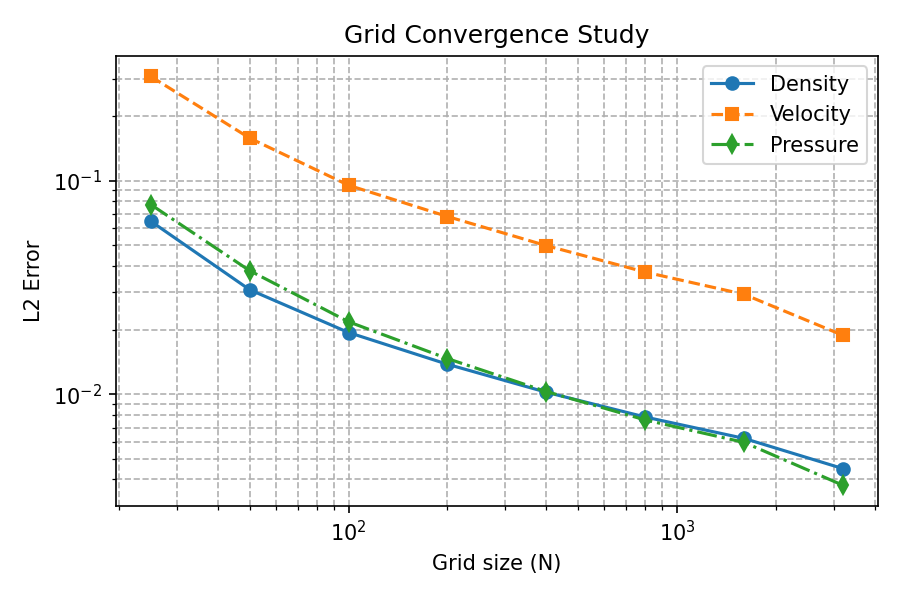 Grid Convergence Study
Density
Velocity
Pressure
10⁻¹
10⁻²
L2 Error
10²
10³
Grid size (N)